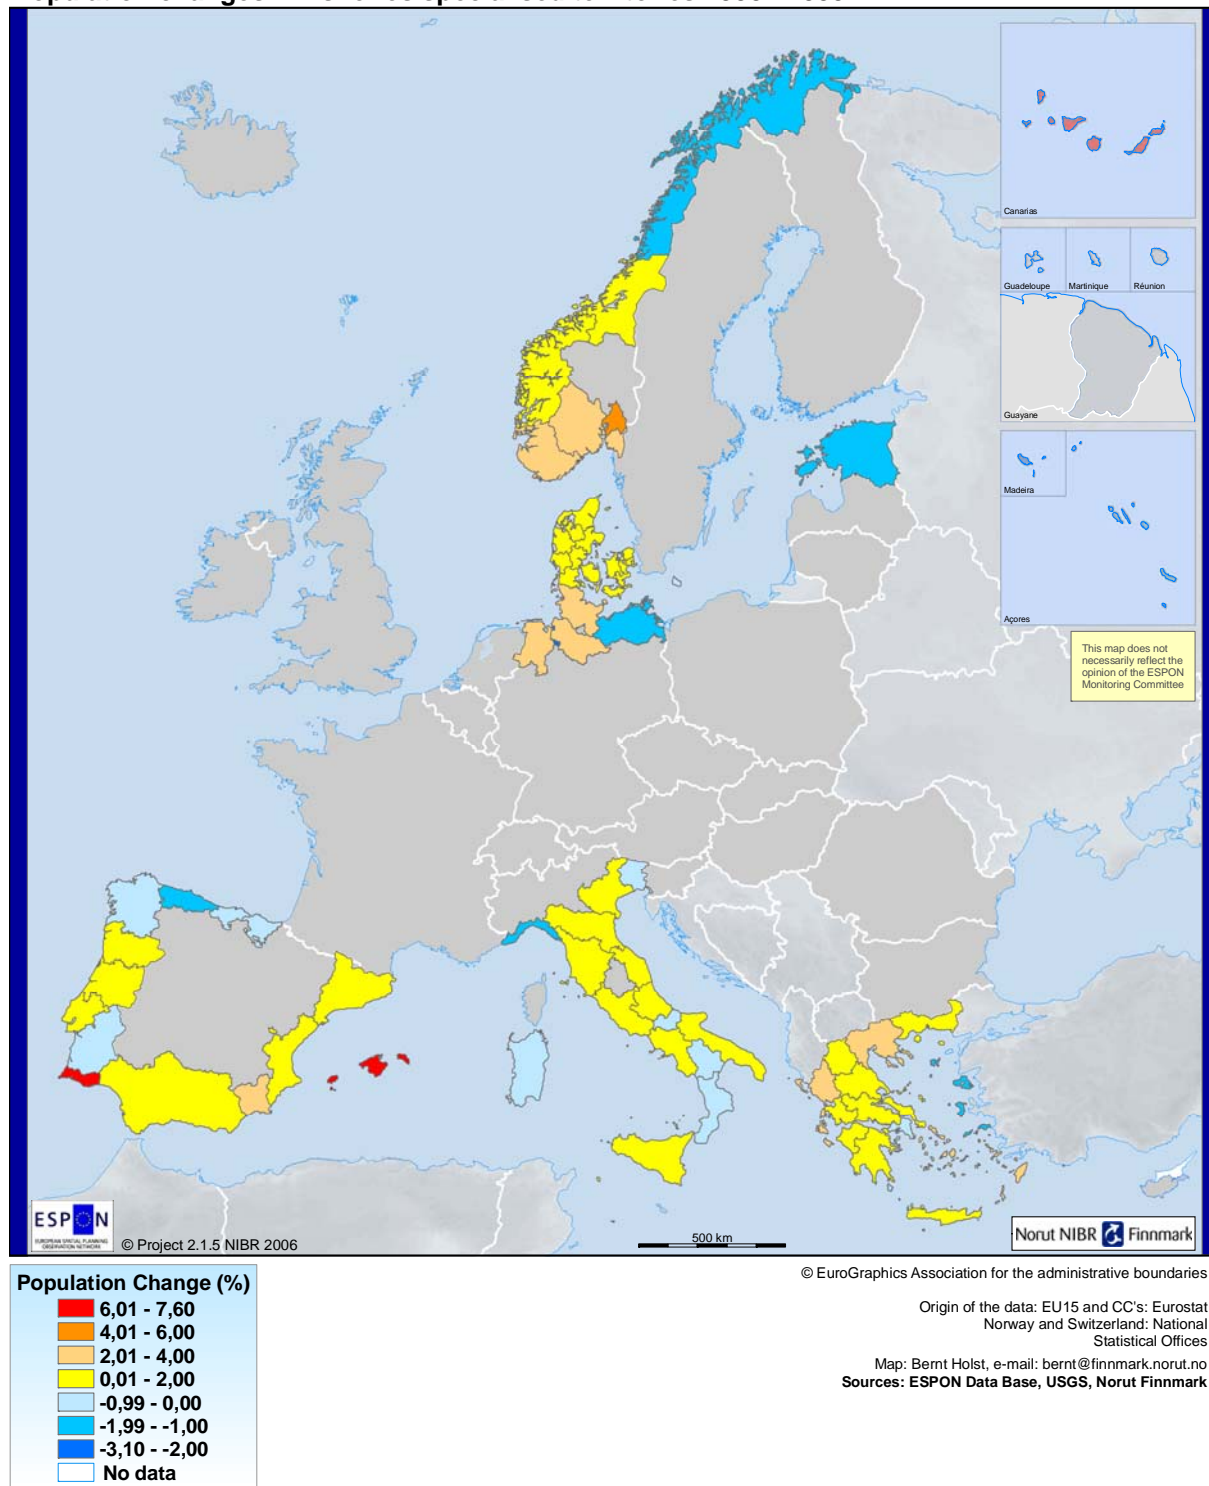 Canarias
Guadeloupe
Martinique
Réunion
Guayane
Madeira
Açores
This map does not
necessarily reflect the
opinion of the ESPON
Monitoring Committee
ESPON
EUROPEAN SPATIAL PLANNING
OBSERVATION NETWORK
© Project 2.1.5 NIBR 2006
500 km
Norut NIBR Finnmark
Population Change (%)
6,01 - 7,60
4,01 - 6,00
2,01 - 4,00
0,01 - 2,00
-0,99 - 0,00
-1,99 - -1,00
-3,10 - -2,00
No data
© EuroGraphics Association for the administrative boundaries
Origin of the data: EU15 and CC's: Eurostat
Norway and Switzerland: National
Statistical Offices
Map: Bernt Holst, e-mail: bernt@finnmark.norut.no
Sources: ESPON Data Base, USGS, Norut Finnmark